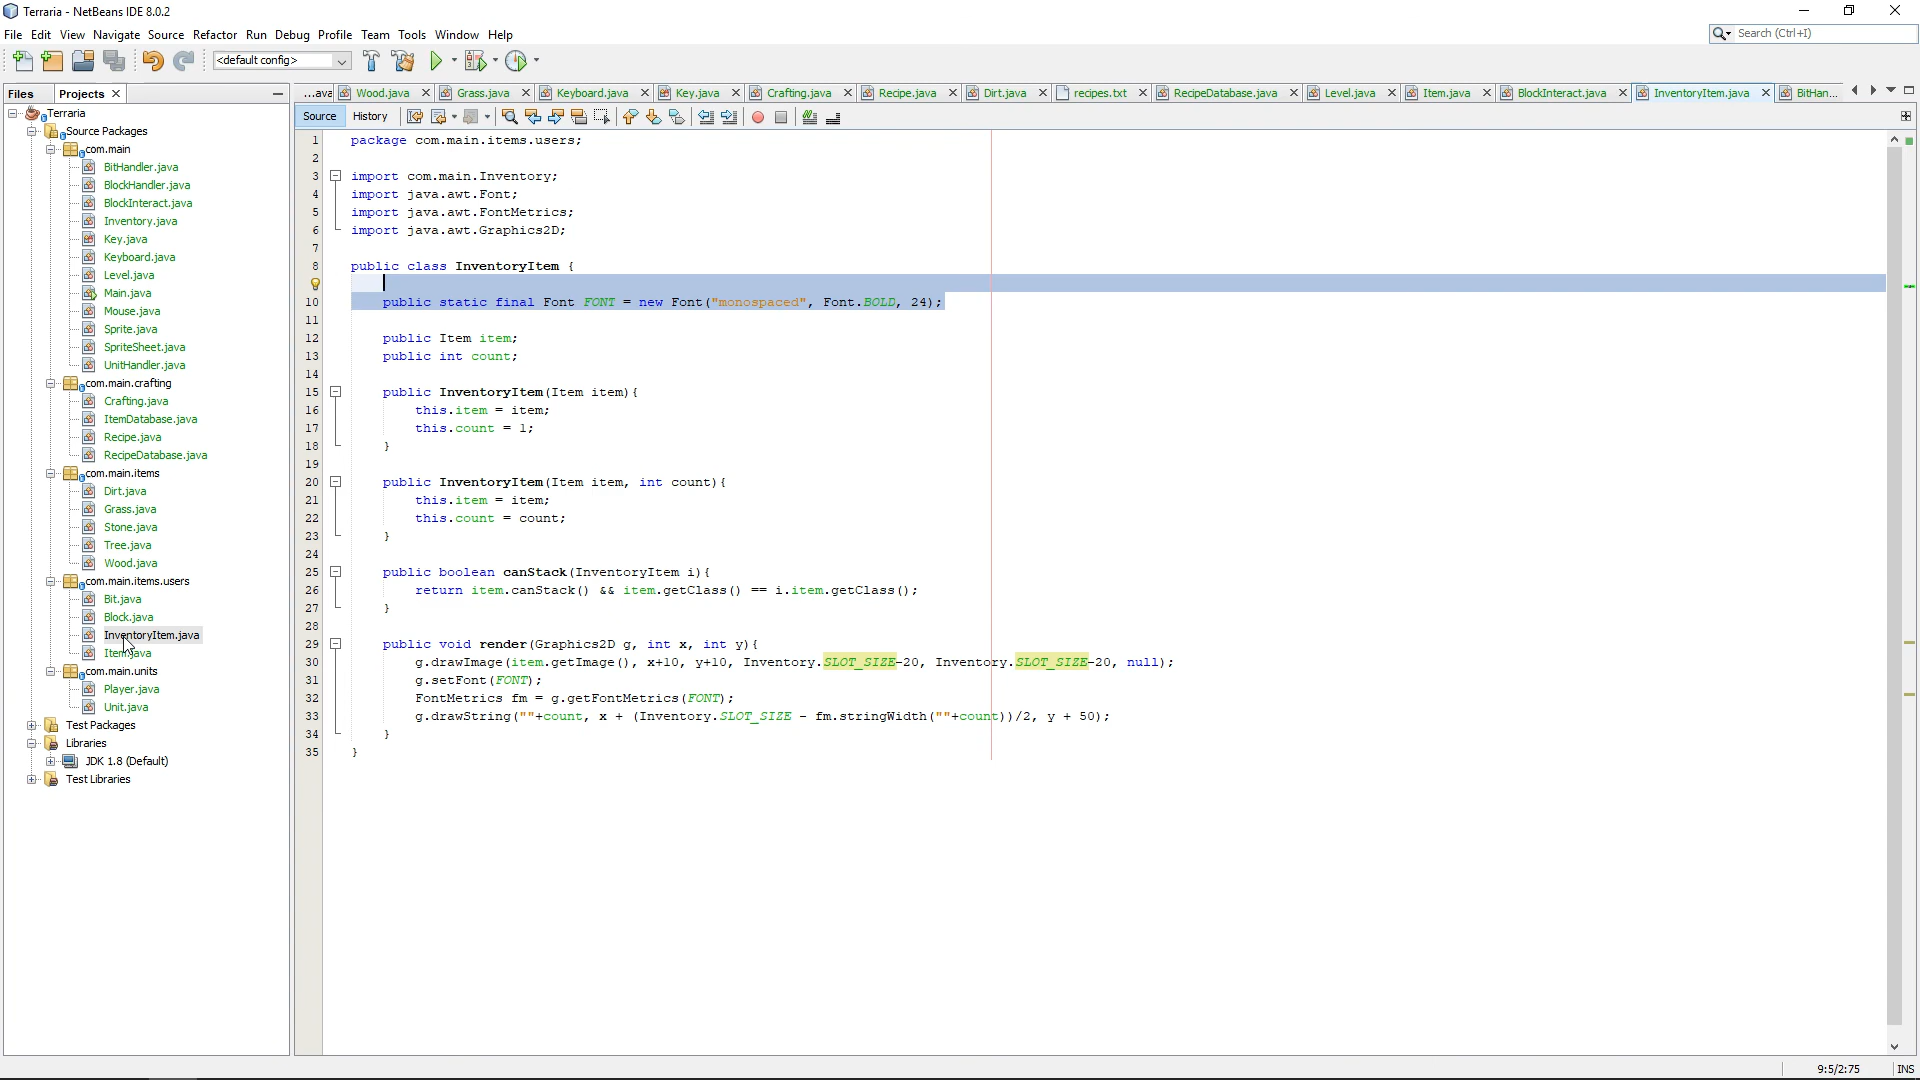 Terraria - NetBeans IDE 8.0.2
File Edit View Navigate Source Refactor Run Debug Profile Team Tools Window Help
Search (Ctrl+I)
<default config>
Files Projects
...ava Wood.java Grass.java Keyboard.java Key.java Crafting.java Recipe.java Dirt.java recipes.txt RecipeDatabase.java Level.java Item.java BlockInteract.java InventoryItem.java BitHan...
Source History
Terraria
Source Packages
com.main
BitHandler.java
BlockHandler.java
BlockInteract.java
Inventory.java
Key.java
Keyboard.java
Level.java
Main.java
Mouse.java
Sprite.java
SpriteSheet.java
UnitHandler.java
com.main.crafting
Crafting.java
ItemDatabase.java
Recipe.java
RecipeDatabase.java
com.main.items
Dirt.java
Grass.java
Stone.java
Tree.java
Wood.java
com.main.items.users
Bit.java
Block.java
InventoryItem.java
Item.java
com.main.units
Player.java
Unit.java
Test Packages
Libraries
JDK 1.8 (Default)
Test Libraries
1 package com.main.items.users;
2
3 import com.main.Inventory;
4 import java.awt.Font;
5 import java.awt.FontMetrics;
6 import java.awt.Graphics2D;
7
8 public class InventoryItem {
10 public static final Font FONT = new Font("monospaced", Font.BOLD, 24);
11
12 public Item item;
13 public int count;
14
15 public InventoryItem(Item item){
16 this.item = item;
17 this.count = 1;
18 }
19
20 public InventoryItem(Item item, int count){
21 this.item = item;
22 this.count = count;
23 }
24
25 public boolean canStack(InventoryItem i){
26 return item.canStack() && item.getClass() == i.item.getClass();
27 }
28
29 public void render(Graphics2D g, int x, int y){
30 g.drawImage(item.getImage(), x+10, y+10, Inventory.SLOT_SIZE-20, Inventory.SLOT_SIZE-20, null);
31 g.setFont(FONT);
32 FontMetrics fm = g.getFontMetrics(FONT);
33 g.drawString(""+count, x + (Inventory.SLOT_SIZE - fm.stringWidth(""+count))/2, y + 50);
34 }
35 }
9:5/2:75 INS